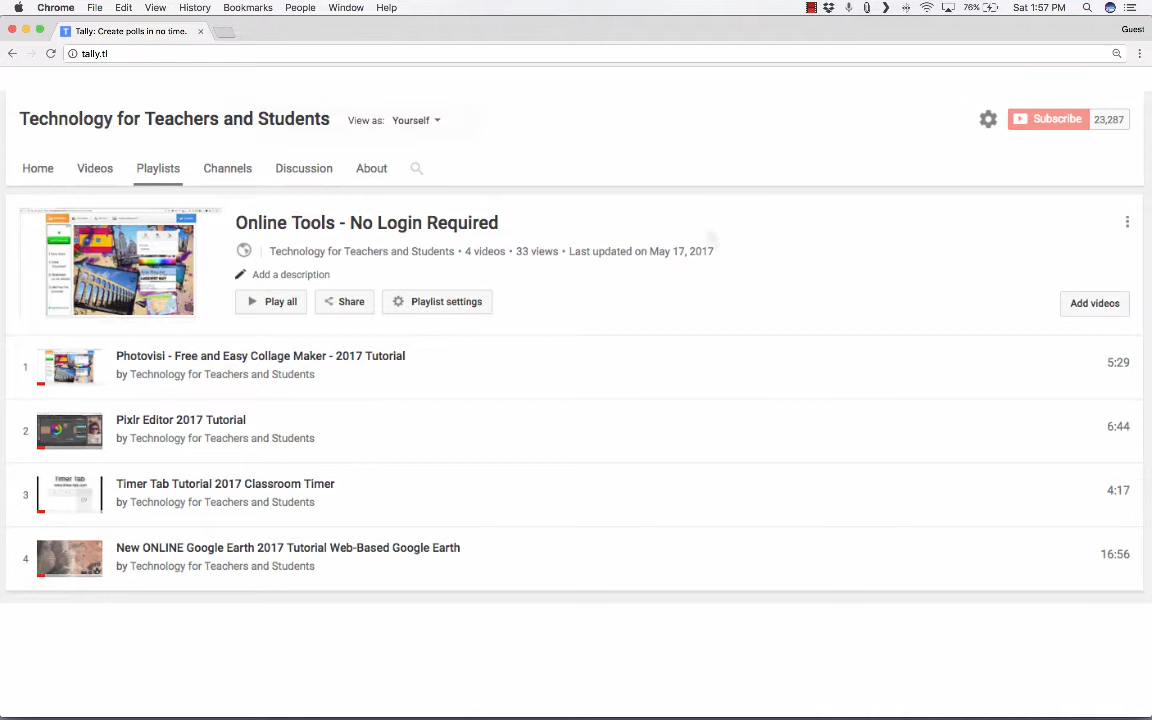 Chrome File Edit View History Bookmarks People Window Help 76% Sat 1:57 PM
Tally: Create polls in no time. Guest
tally.tl
Technology for Teachers and Students View as: Yourself Subscribe 23,287
Home Videos Playlists Channels Discussion About
Online Tools - No Login Required
Technology for Teachers and Students • 4 videos • 33 views • Last updated on May 17, 2017
Add a description
Play all Share Playlist settings Add videos
1 Photovisi - Free and Easy Collage Maker - 2017 Tutorial 5:29
by Technology for Teachers and Students
2 Pixlr Editor 2017 Tutorial 6:44
by Technology for Teachers and Students
Timer Tab
3 Timer Tab Tutorial 2017 Classroom Timer 4:17
by Technology for Teachers and Students
4 New ONLINE Google Earth 2017 Tutorial Web-Based Google Earth 16:56
by Technology for Teachers and Students